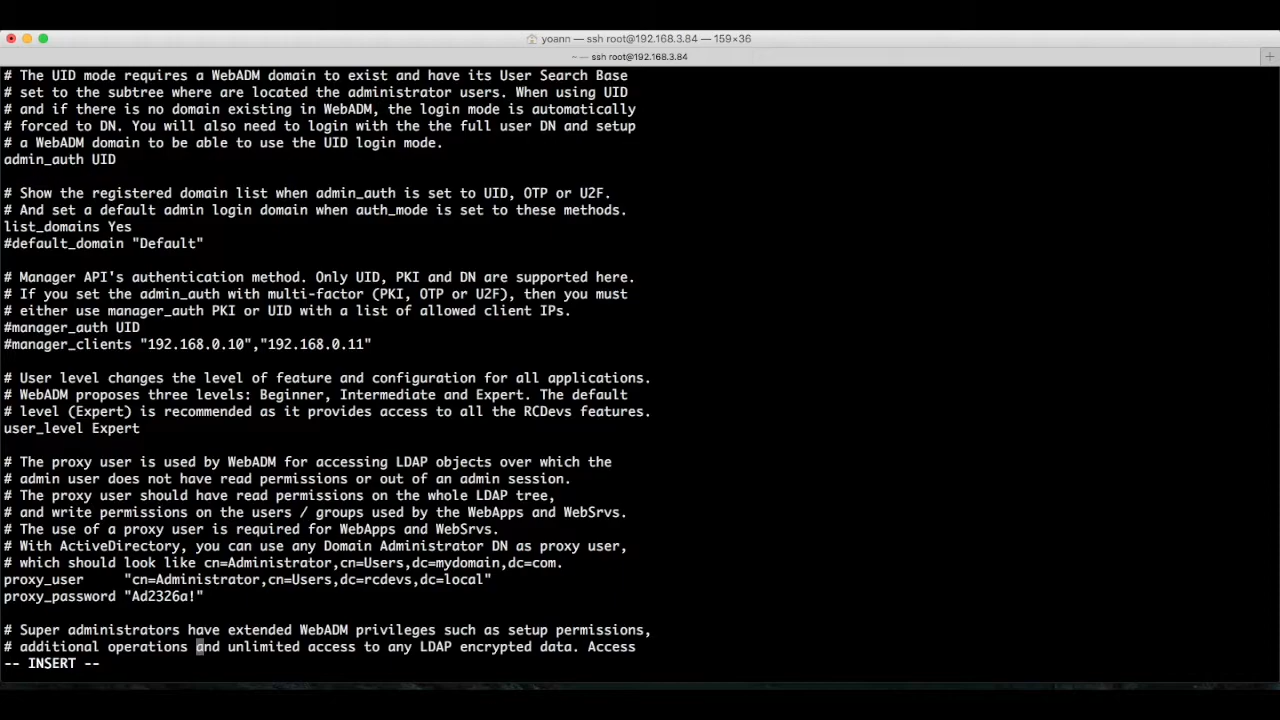 yoann — ssh root@192.168.3.84 — 159×36
~ — ssh root@192.168.3.84
+
# The UID mode requires a WebADM domain to exist and have its User Search Base
# set to the subtree where are located the administrator users. When using UID
# and if there is no domain existing in WebADM, the login mode is automatically
# forced to DN. You will also need to login with the the full user DN and setup
# a WebADM domain to be able to use the UID login mode.
admin_auth UID
# Show the registered domain list when admin_auth is set to UID, OTP or U2F.
# And set a default admin login domain when auth_mode is set to these methods.
list_domains Yes
#default_domain "Default"
# Manager API's authentication method. Only UID, PKI and DN are supported here.
# If you set the admin_auth with multi-factor (PKI, OTP or U2F), then you must
# either use manager_auth PKI or UID with a list of allowed client IPs.
#manager_auth UID
#manager_clients "192.168.0.10","192.168.0.11"
# User level changes the level of feature and configuration for all applications.
# WebADM proposes three levels: Beginner, Intermediate and Expert. The default
# level (Expert) is recommended as it provides access to all the RCDevs features.
user_level Expert
# The proxy user is used by WebADM for accessing LDAP objects over which the
# admin user does not have read permissions or out of an admin session.
# The proxy user should have read permissions on the whole LDAP tree,
# and write permissions on the users / groups used by the WebApps and WebSrvs.
# The use of a proxy user is required for WebApps and WebSrvs.
# With ActiveDirectory, you can use any Domain Administrator DN as proxy user,
# which should look like cn=Administrator,cn=Users,dc=mydomain,dc=com.
proxy_user     "cn=Administrator,cn=Users,dc=rcdevs,dc=local"
proxy_password "Ad2326a!"
# Super administrators have extended WebADM privileges such as setup permissions,
# additional operations and unlimited access to any LDAP encrypted data. Access
-- INSERT --